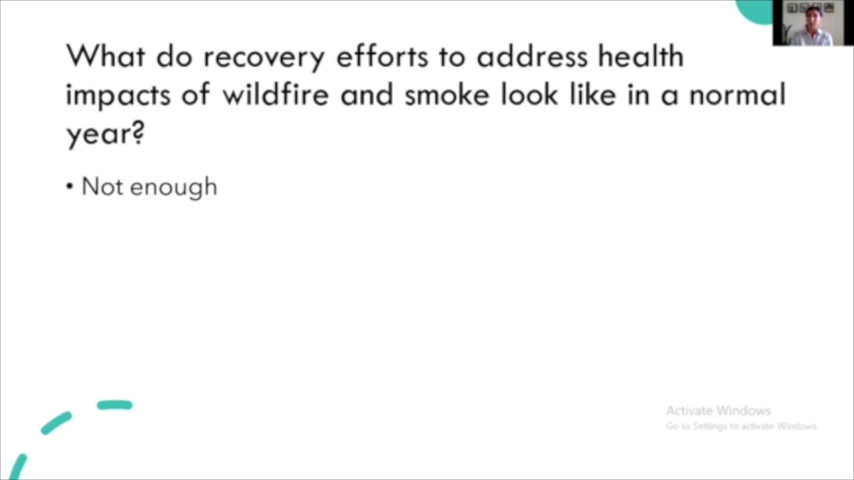 What do recovery efforts to address health
impacts of wildfire and smoke look like in a normal
year?
• Not enough
Activate Windows
Go to Settings to activate Windows.